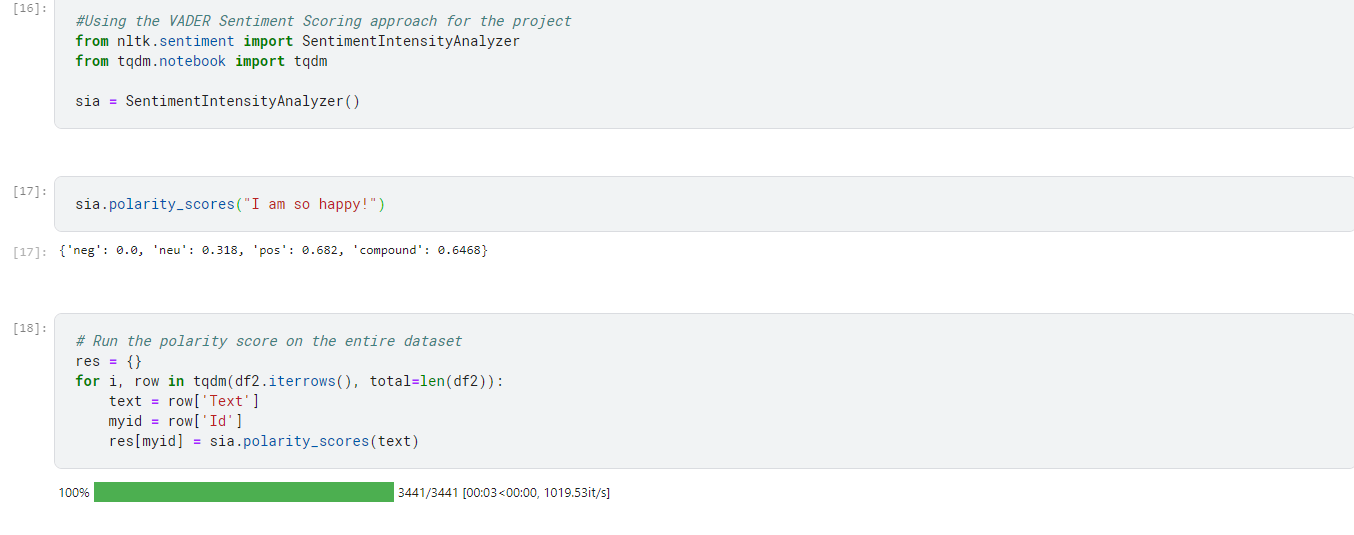 [16]:
#Using the VADER Sentiment Scoring approach for the project
from nltk.sentiment import SentimentIntensityAnalyzer
from tqdm.notebook import tqdm
sia = SentimentIntensityAnalyzer()
[17]:
sia.polarity_scores("I am so happy!")
[17]:
{'neg': 0.0, 'neu': 0.318, 'pos': 0.682, 'compound': 0.6468}
[18]:
# Run the polarity score on the entire dataset
res = {}
for i, row in tqdm(df2.iterrows(), total=len(df2)):
    text = row['Text']
    myid = row['Id']
    res[myid] = sia.polarity_scores(text)
100% 3441/3441 [00:03<00:00, 1019.53it/s]